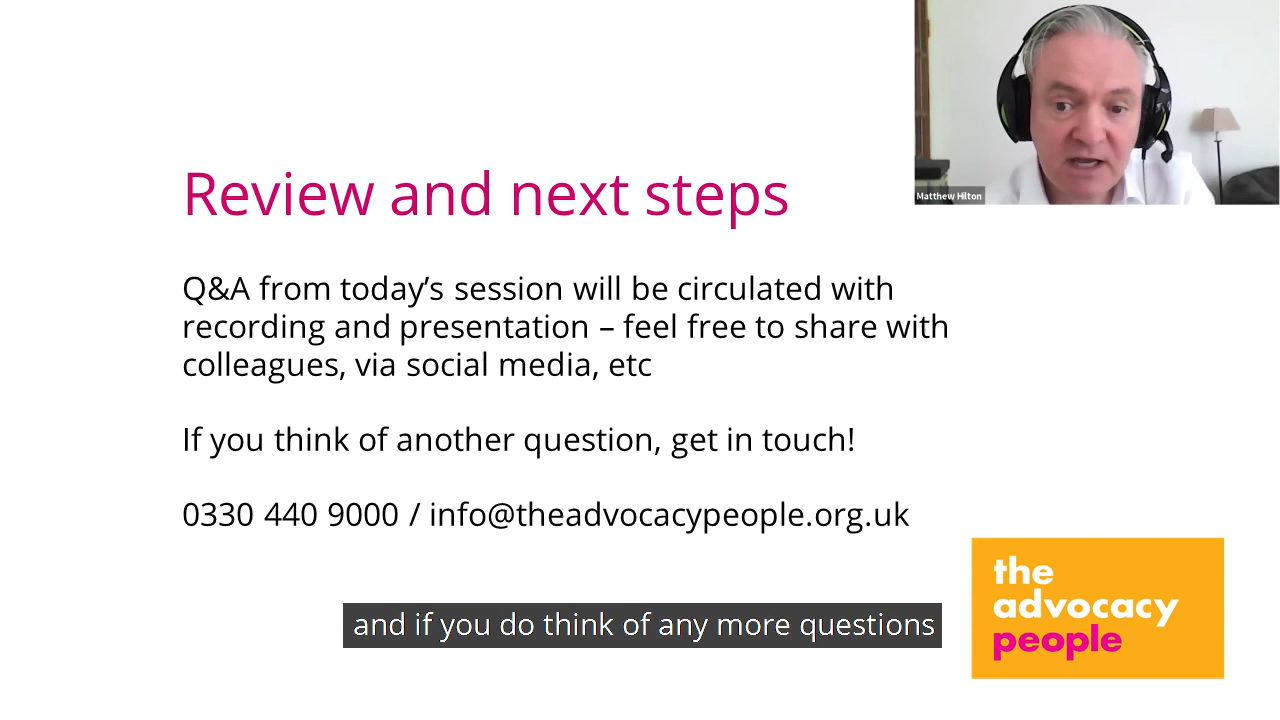 Matthew Hilton
Review and next steps
Q&A from today’s session will be circulated with
recording and presentation – feel free to share with
colleagues, via social media, etc
If you think of another question, get in touch!
0330 440 9000 / info@theadvocacypeople.org.uk
and if you do think of any more questions
the
advocacy
people